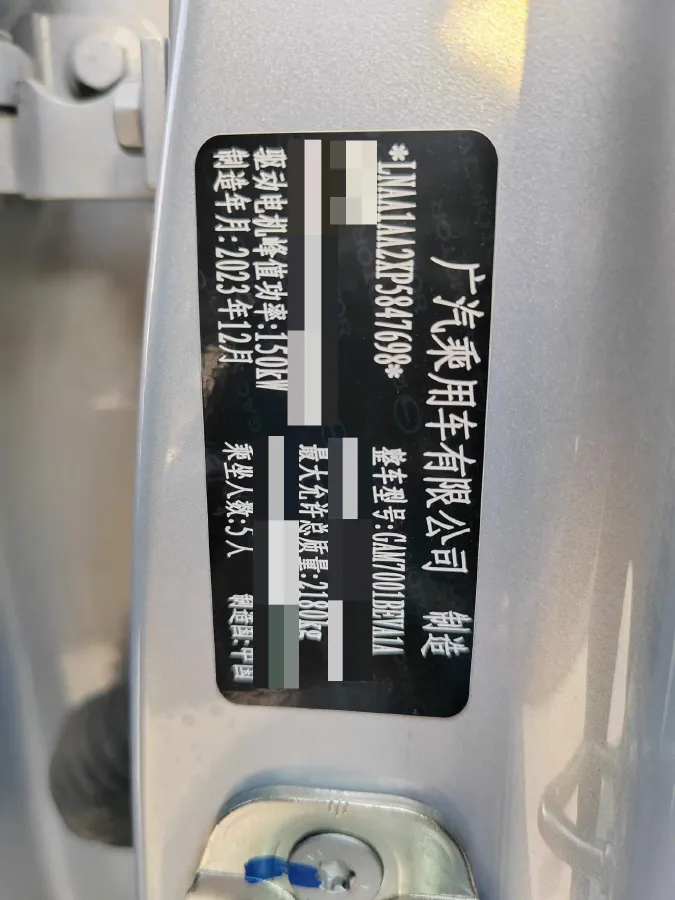 广汽乘用车有限公司 制造
*LNAA1AA2XP5847698* 整车型号:GAM7001BEVA1A
最大允许总质量:2180kg
驱动电机峰值功率:150kW
制造年月:2023年12月 乘坐人数:5人 制造国:中国